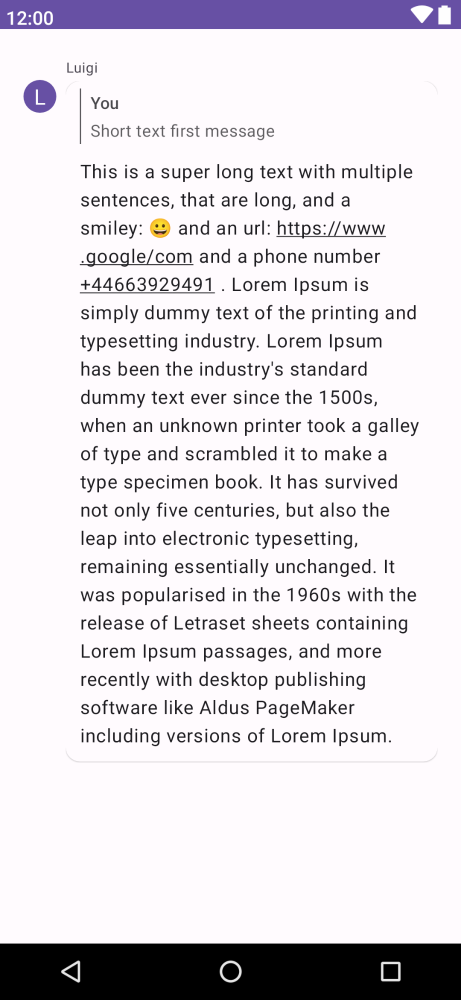 12:00
Luigi
L
You
Short text first message
This is a super long text with multiple
sentences, that are long, and a
smiley: 😀 and an url: https://www
.google/com and a phone number
+44663929491 . Lorem Ipsum is
simply dummy text of the printing and
typesetting industry. Lorem Ipsum
has been the industry's standard
dummy text ever since the 1500s,
when an unknown printer took a galley
of type and scrambled it to make a
type specimen book. It has survived
not only five centuries, but also the
leap into electronic typesetting,
remaining essentially unchanged. It
was popularised in the 1960s with the
release of Letraset sheets containing
Lorem Ipsum passages, and more
recently with desktop publishing
software like Aldus PageMaker
including versions of Lorem Ipsum.